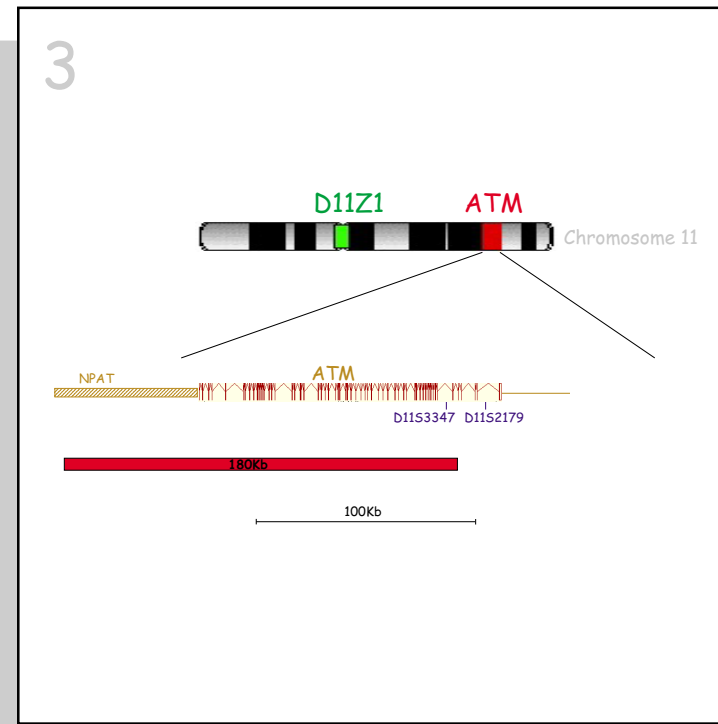 3
D11Z1 ATM
Chromosome 11
NPAT ATM
D11S3347 D11S2179
180Kb
100Kb